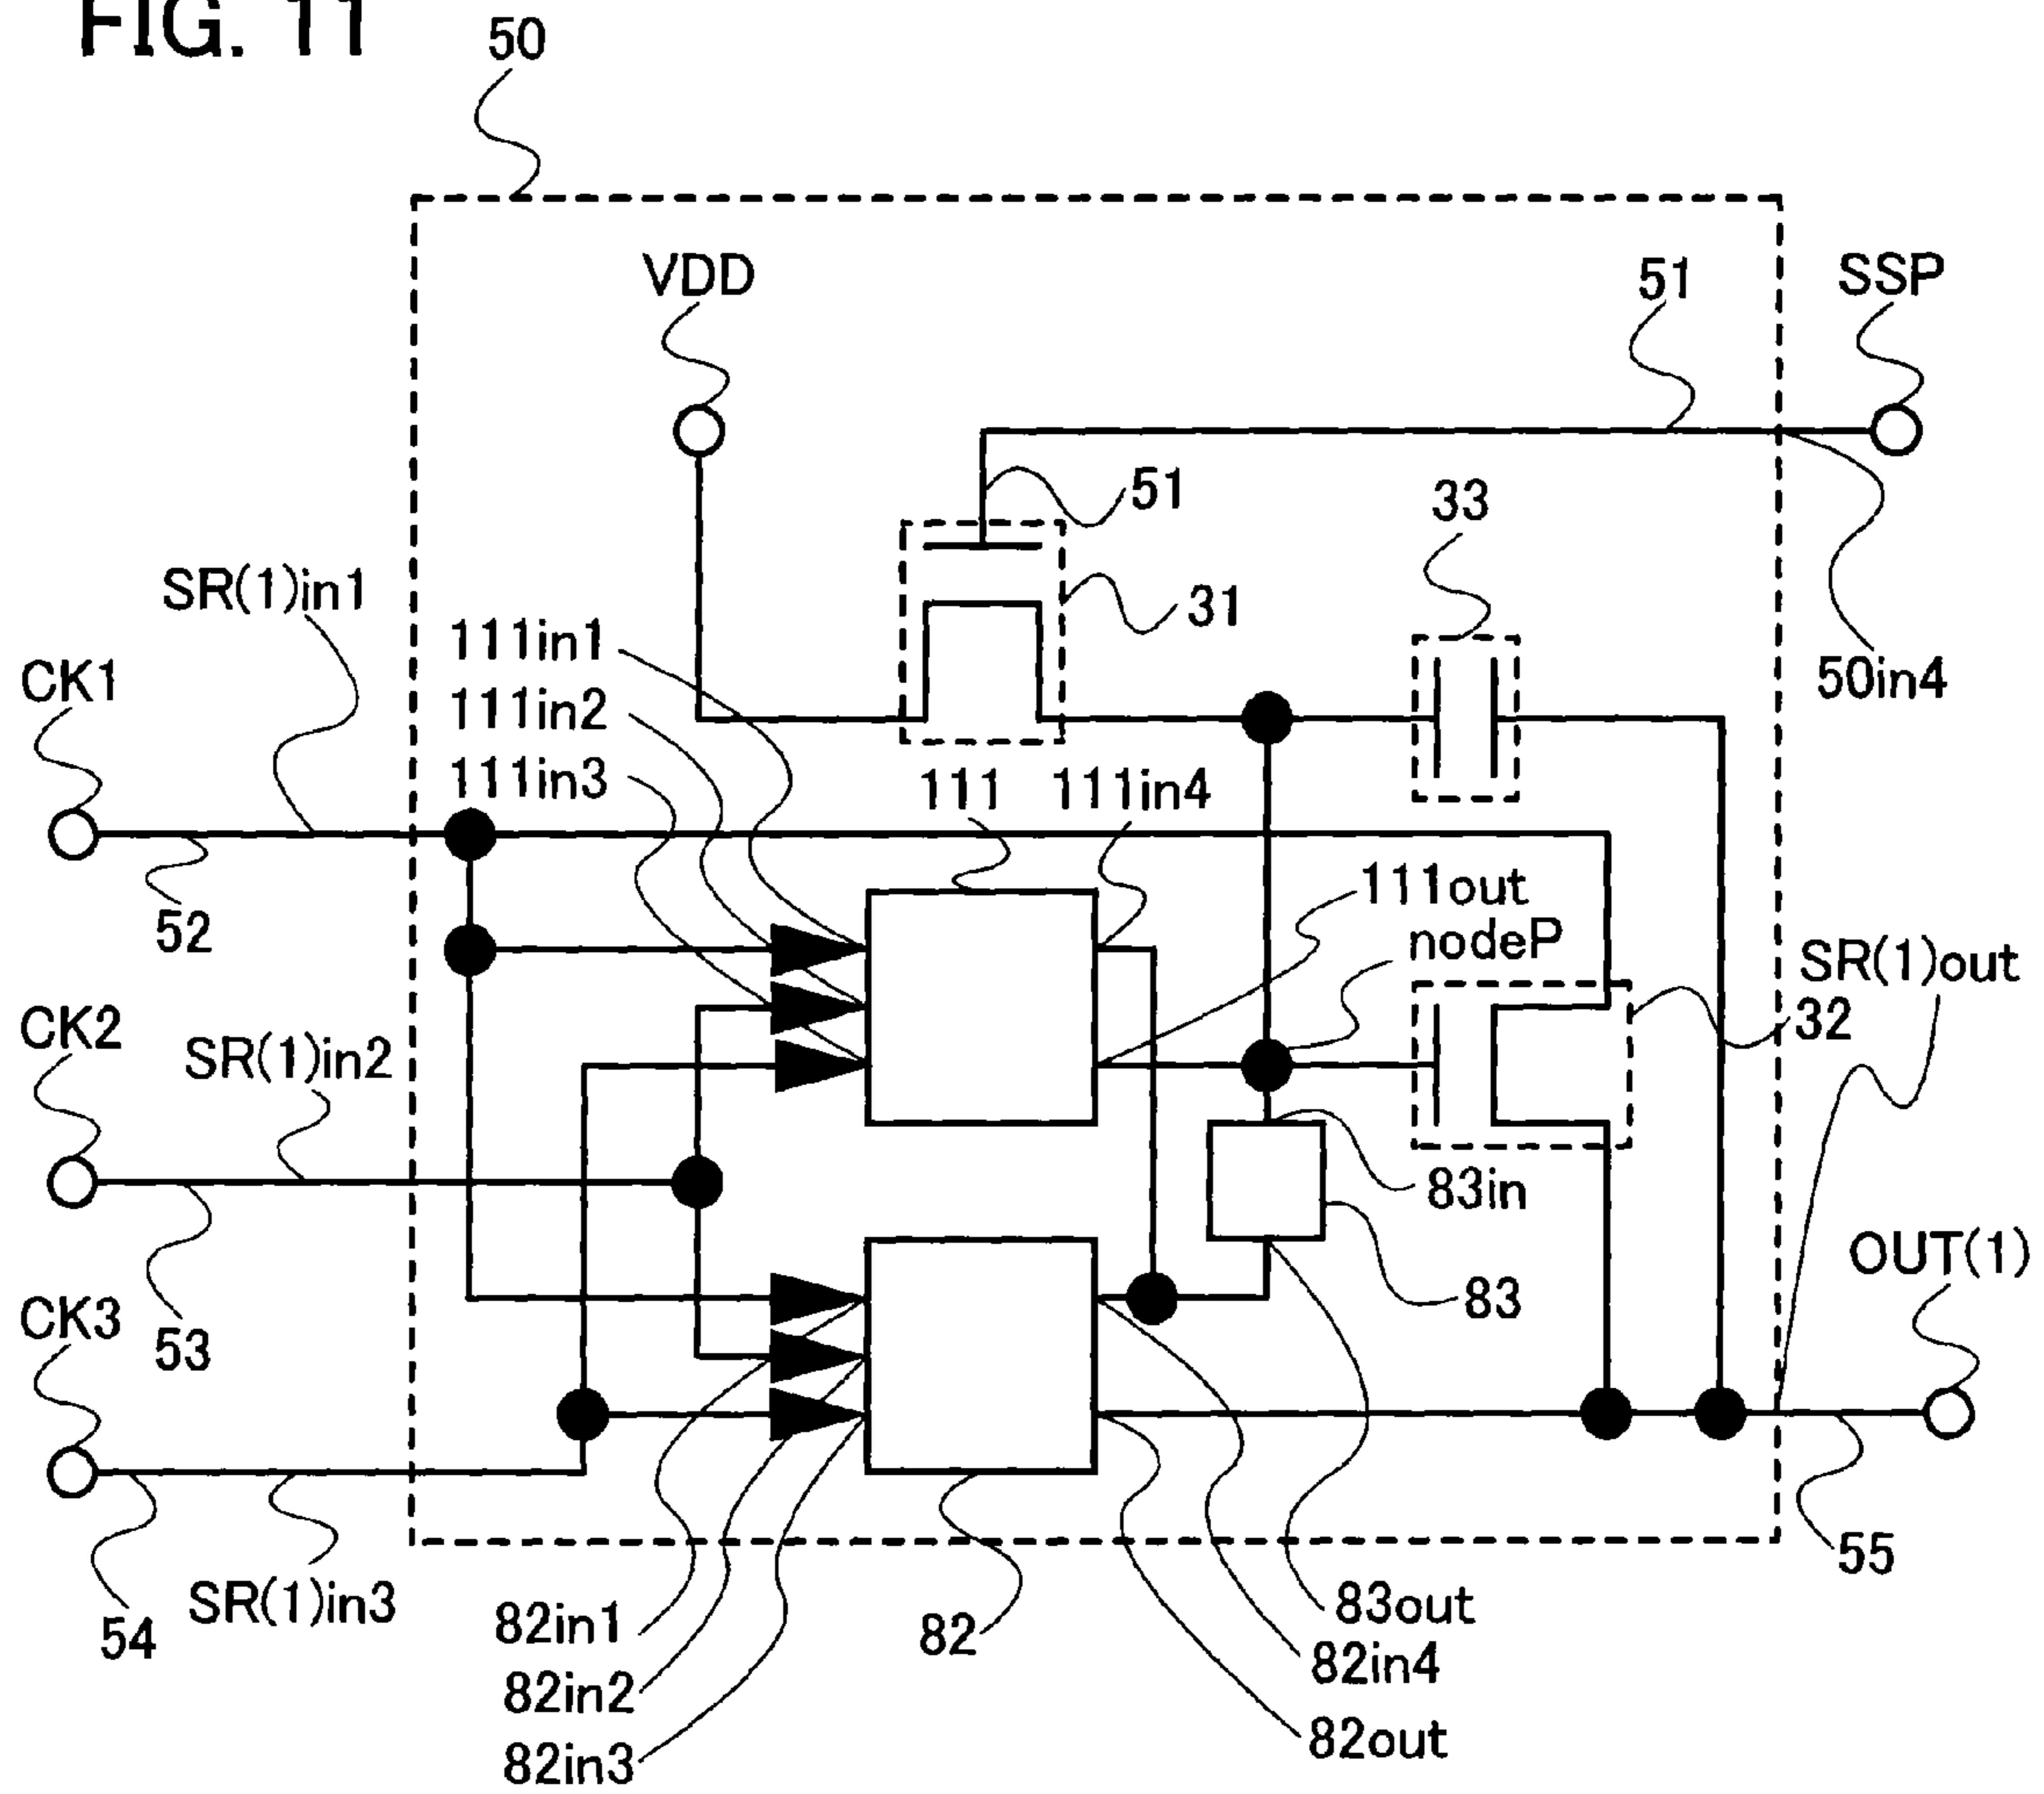 FIG. 11
50
VDD
51
SSP
51
33
SR(1)in1
31
111in1
CK1
50in4
111in2
111in3
111
111in4
111out
52
nodeP
SR(1)out
CK2
SR(1)in2
32
83in
OUT(1)
CK3
53
83
55
SR(1)in3
83out
54
82in1
82
82in4
82in2
82out
82in3